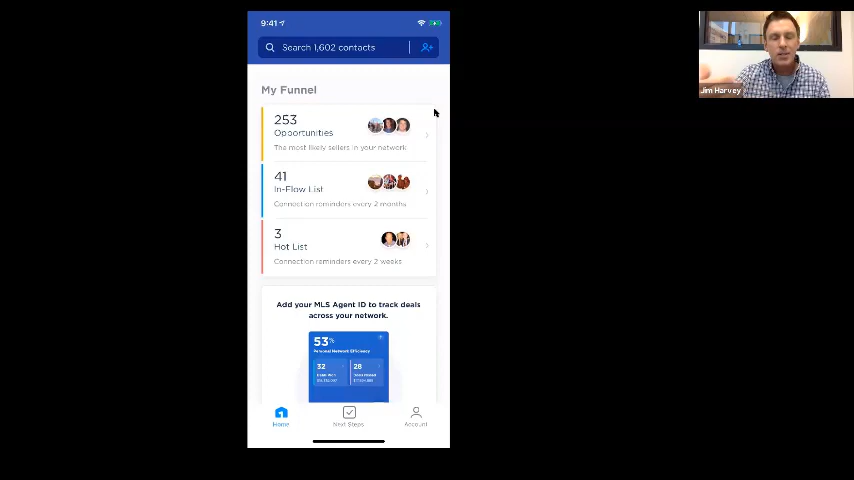 9:41
Search 1,602 contacts
Jim Harvey
My Funnel
253
Opportunities
The most likely sellers in your network
41
In-Flow List
Connection reminders every 2 months
3
Hot List
Connection reminders every 2 weeks
Add your MLS Agent ID to track deals
across your network.
53%
Personal Network Efficiency
32
28
Home
Next Steps
Account